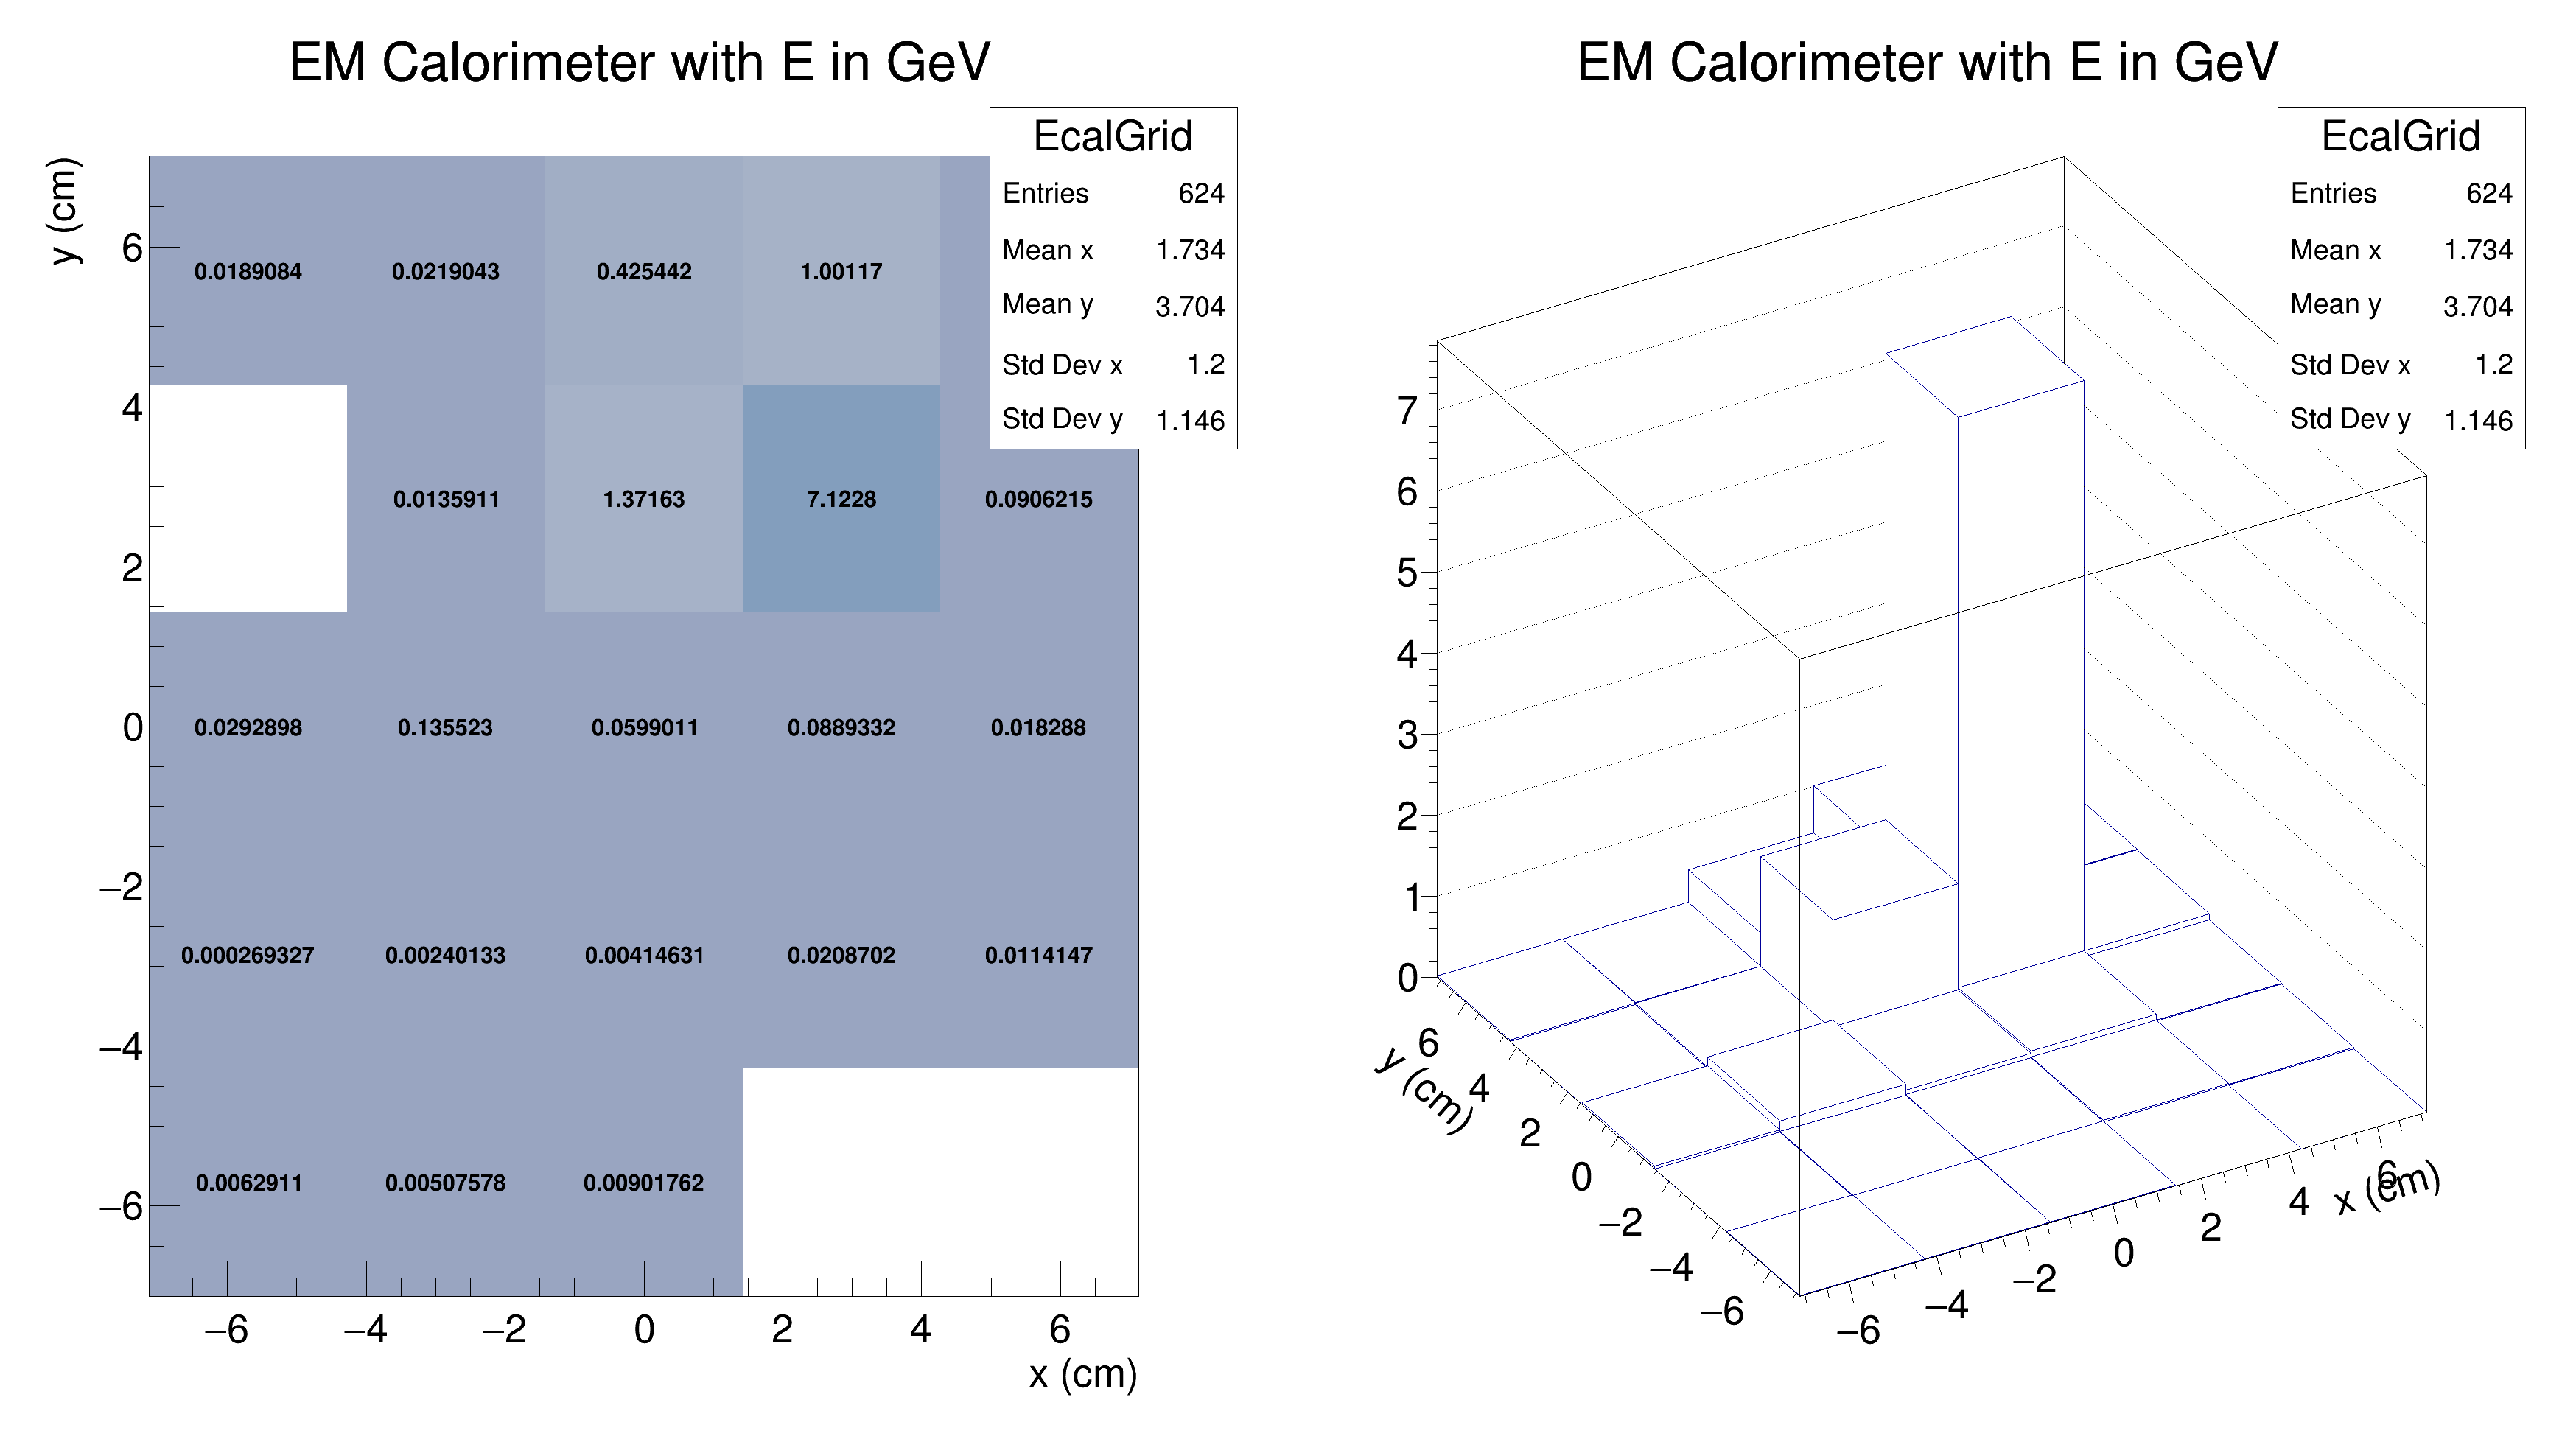 EM Calorimeter with E in GeV
EcalGrid
Entries 624
Mean x 1.734
Mean y 3.704
Std Dev x 1.2
Std Dev y 1.146
y (cm)
6
4
2
0
−2
−4
−6
0.0189084 0.0219043 0.425442 1.00117
0.0135911 1.37163 7.1228 0.0906215
0.0292898 0.135523 0.0599011 0.0889332 0.018288
0.000269327 0.00240133 0.00414631 0.0208702 0.0114147
0.0062911 0.00507578 0.00901762
−6 −4 −2 0 2 4 6
x (cm)
EM Calorimeter with E in GeV
EcalGrid
Entries 624
Mean x 1.734
Mean y 3.704
Std Dev x 1.2
Std Dev y 1.146
7
6
5
4
3
2
1
0
y (cm)
6
4
2
0
−2
−4
−6
−6 −4 −2 0 2 4 6
x (cm)